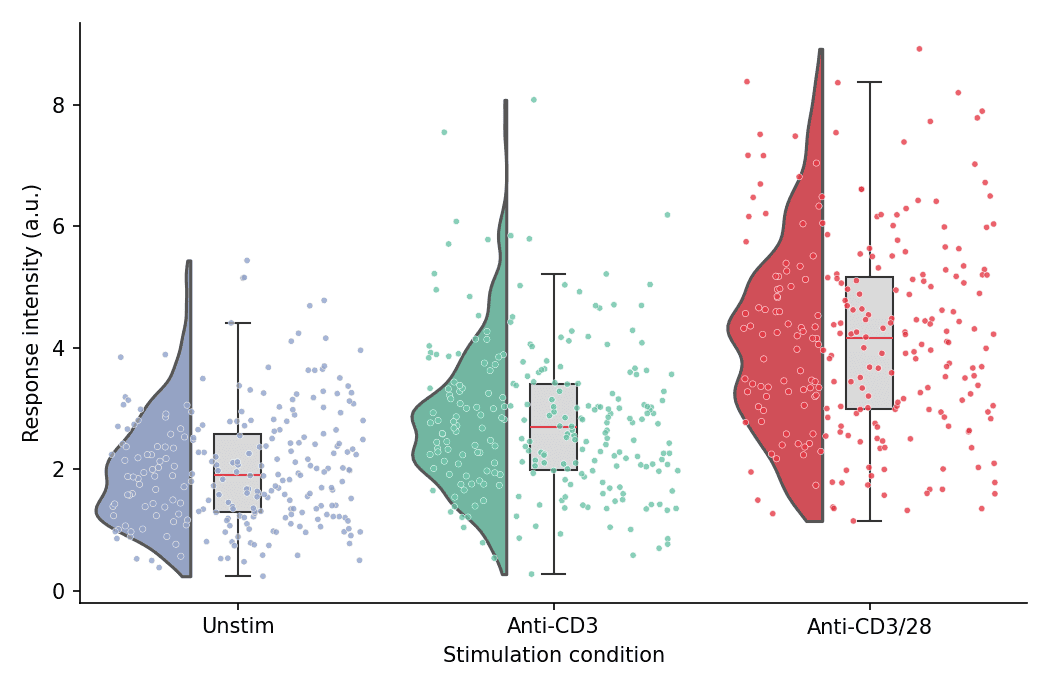 8
6
4
2
0
Response intensity (a.u.)
Unstim
Anti-CD3
Anti-CD3/28
Stimulation condition